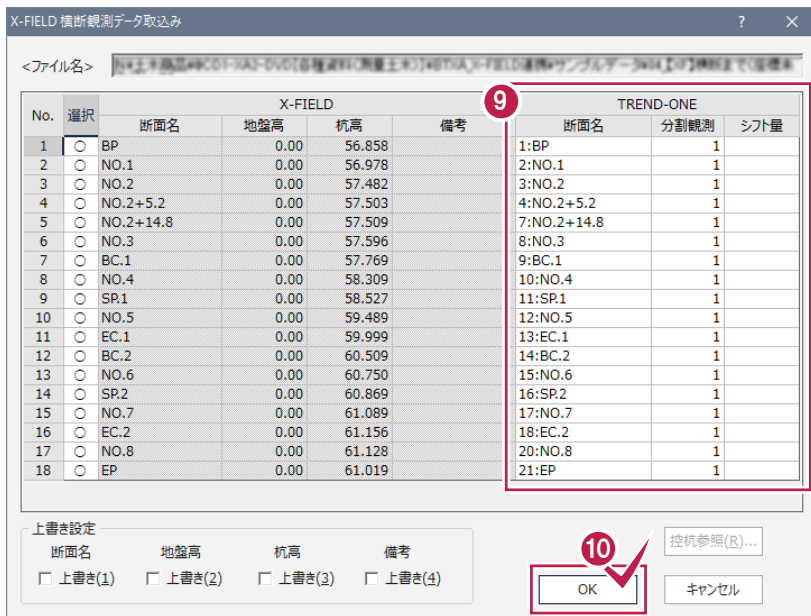 X-FIELD 横断観測データ取込み ? ×
<ファイル名>
9
No. 選択 X-FIELD TREND-ONE
断面名 地盤高 杭高 備考 断面名 分割観測 シフト量
1 ○ BP 0.00 56.858 1:BP 1
2 ○ NO.1 0.00 56.978 2:NO.1 1
3 ○ NO.2 0.00 57.482 3:NO.2 1
4 ○ NO.2+5.2 0.00 57.503 4:NO.2+5.2 1
5 ○ NO.2+14.8 0.00 57.509 7:NO.2+14.8 1
6 ○ NO.3 0.00 57.596 8:NO.3 1
7 ○ BC.1 0.00 57.769 9:BC.1 1
8 ○ NO.4 0.00 58.309 10:NO.4 1
9 ○ SP.1 0.00 58.527 11:SP.1 1
10 ○ NO.5 0.00 59.489 12:NO.5 1
11 ○ EC.1 0.00 59.999 13:EC.1 1
12 ○ BC.2 0.00 60.509 14:BC.2 1
13 ○ NO.6 0.00 60.750 15:NO.6 1
14 ○ SP.2 0.00 60.869 16:SP.2 1
15 ○ NO.7 0.00 61.089 17:NO.7 1
16 ○ EC.2 0.00 61.156 18:EC.2 1
17 ○ NO.8 0.00 61.128 20:NO.8 1
18 ○ EP 0.00 61.019 21:EP 1
上書き設定
断面名 地盤高 杭高 備考
上書き(1) 上書き(2) 上書き(3) 上書き(4)
控杭参照(R)...
10
OK キャンセル